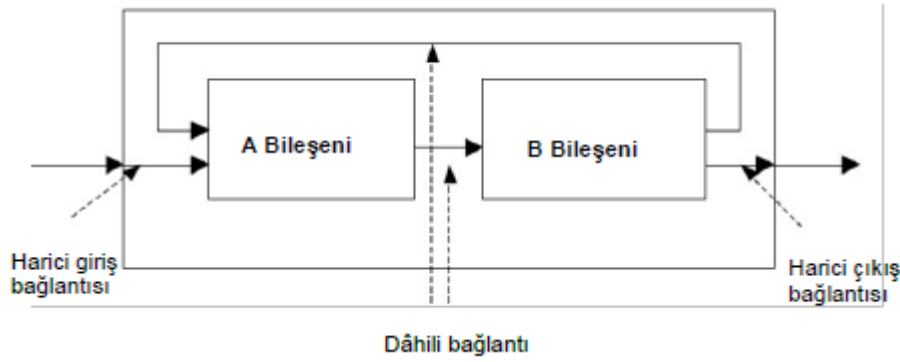 A Bileşeni
B Bileşeni
Harici giriş
bağlantısı
Harici çıkış
bağlantısı
Dâhili bağlantı